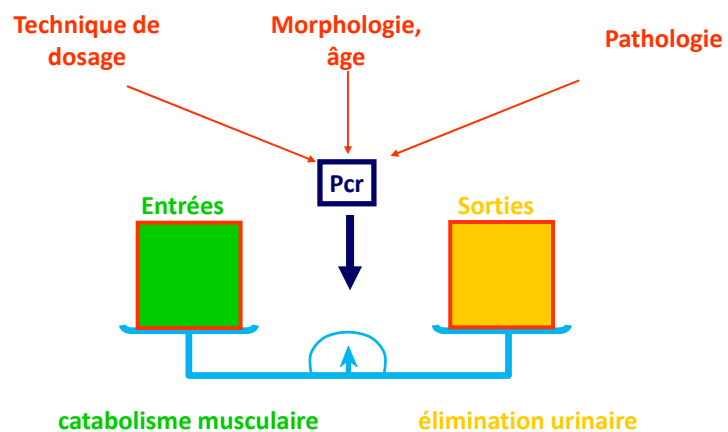 Technique de
dosage
Morphologie,
âge
Pathologie
Pcr
Entrées
Sorties
catabolisme musculaire
élimination urinaire